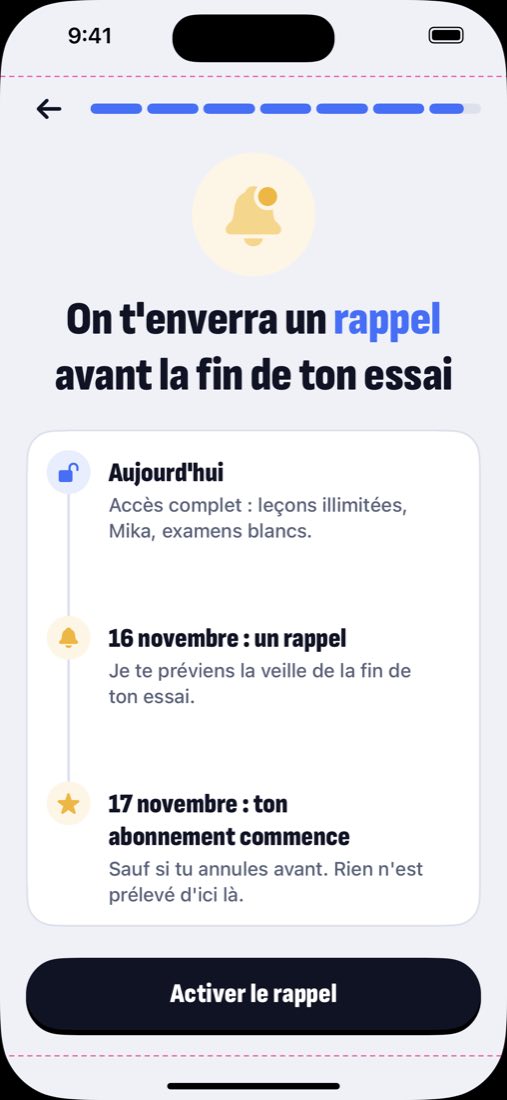 9:41
On t'enverra un rappel
avant la fin de ton essai
Aujourd'hui
Accès complet : leçons illimitées,
Mika, examens blancs.
16 novembre : un rappel
Je te préviens la veille de la fin de
ton essai.
17 novembre : ton
abonnement commence
Sauf si tu annules avant. Rien n'est
prélevé d'ici là.
Activer le rappel